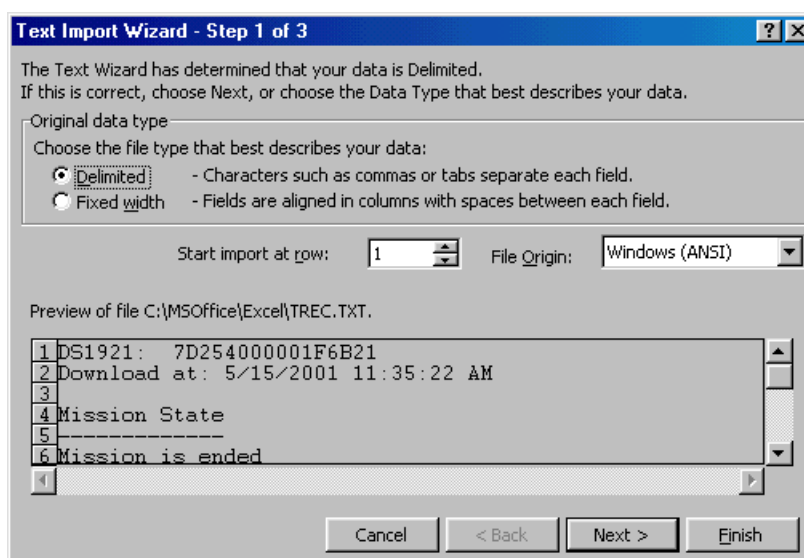 Text Import Wizard - Step 1 of 3
The Text Wizard has determined that your data is Delimited.
If this is correct, choose Next, or choose the Data Type that best describes your data.
Original data type
Choose the file type that best describes your data:
Delimited - Characters such as commas or tabs separate each field.
Fixed width - Fields are aligned in columns with spaces between each field.
Start import at row: 1 File Origin: Windows (ANSI)
Preview of file C:\MSOffice\Excel\TREC.TXT.
1 DS1921: 7D254000001F6B21
2 Download at: 5/15/2001 11:35:22 AM
3
4 Mission State
5 -------------
6 Mission is ended
Cancel < Back Next > Finish